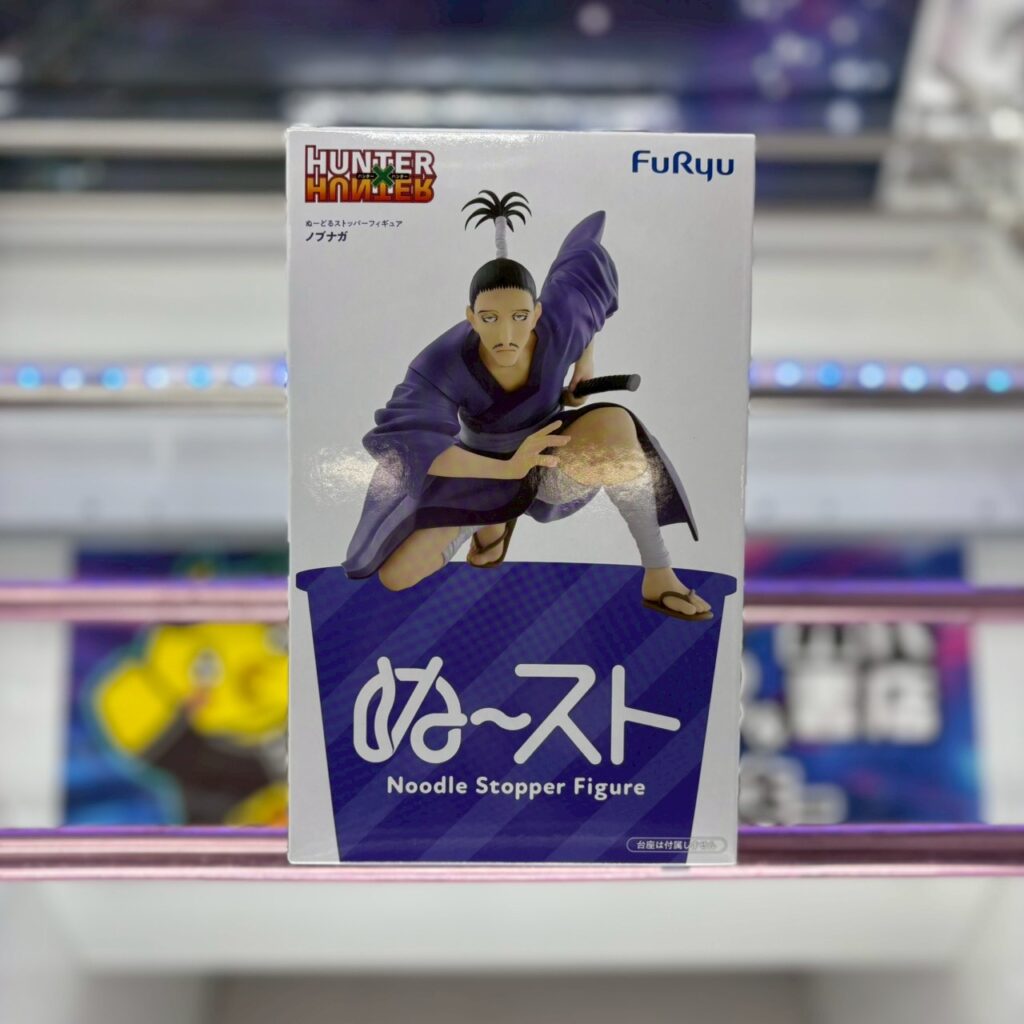 HUNTER
ハンター×ハンター
HUNTER
FuRyu
ぬーどるストッパーフィギュア
ノブナガ
ぬ〜スト
Noodle Stopper Figure
台座は付属しません